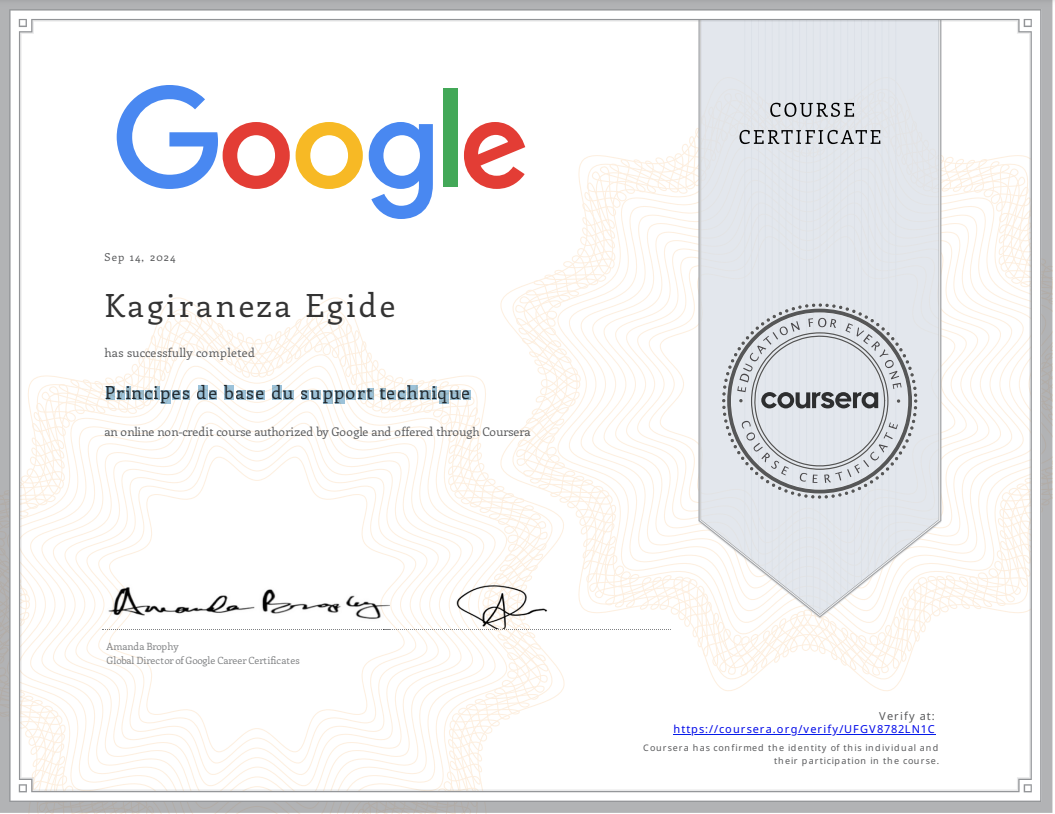 Google
COURSE
CERTIFICATE
Sep 14, 2024
Kagiraneza Egide
has successfully completed
Principes de base du support technique
an online non-credit course authorized by Google and offered through Coursera
EDUCATION FOR EVERYONE
coursera
COURSE CERTIFICATE
Amanda Brophy
Amanda Brophy
Global Director of Google Career Certificates
Verify at:
https://coursera.org/verify/UFGV8782LN1C
Coursera has confirmed the identity of this individual and
their participation in the course.